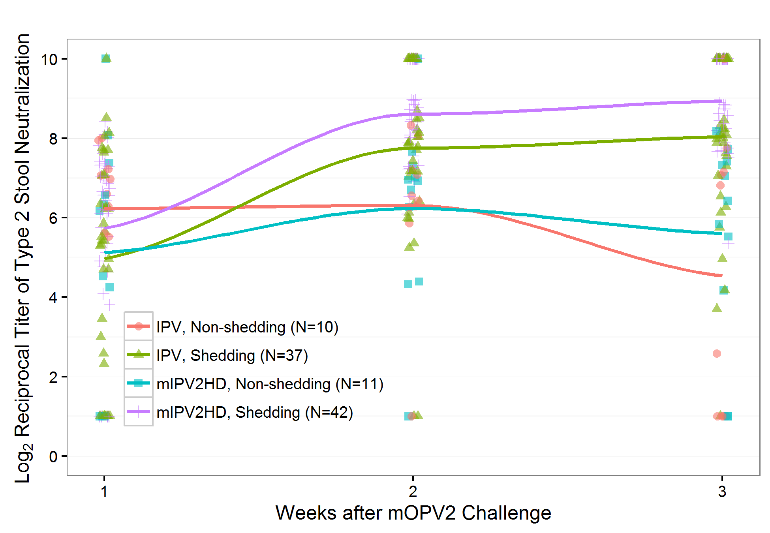 Log2 Reciprocal Titer of Type 2 Stool Neutralization
10
8
6
4
2
0
IPV, Non-shedding (N=10)
IPV, Shedding (N=37)
mIPV2HD, Non-shedding (N=11)
mIPV2HD, Shedding (N=42)
1
2
3
Weeks after mOPV2 Challenge